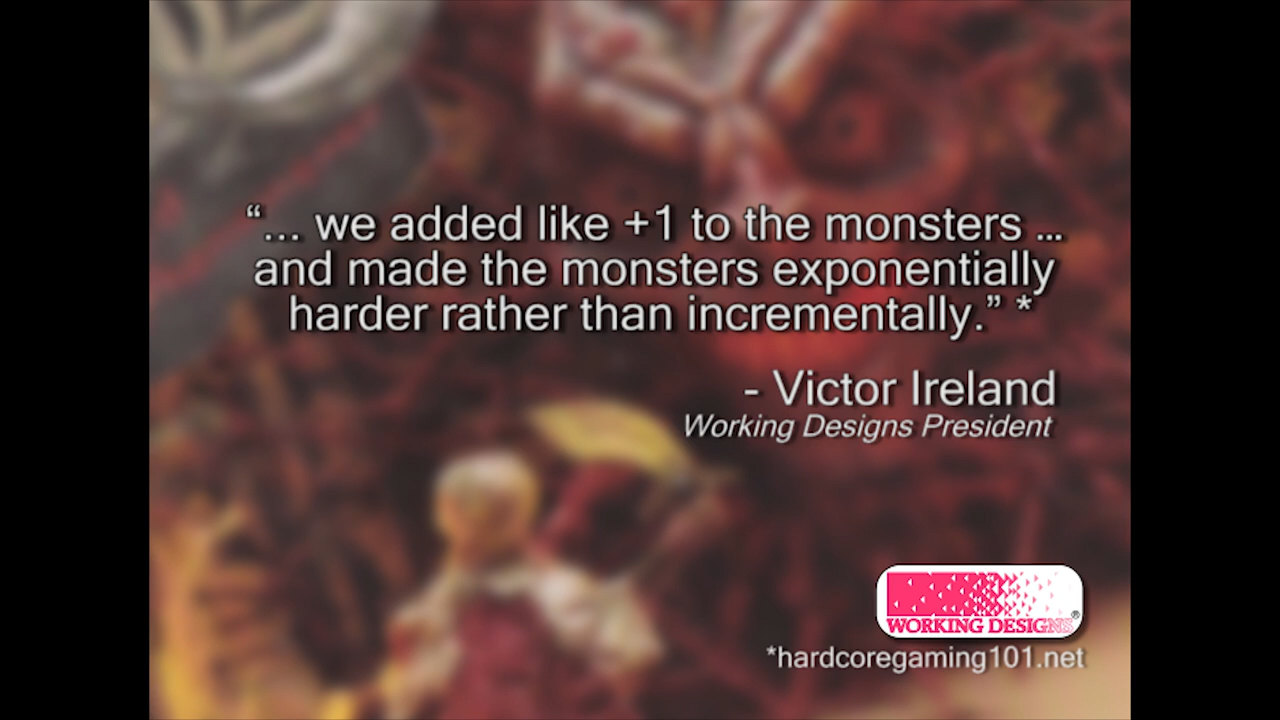 “... we added like +1 to the monsters ...
and made the monsters exponentially
harder rather than incrementally.” *
- Victor Ireland
Working Designs President
WORKING DESIGNS®
*hardcoregaming101.net